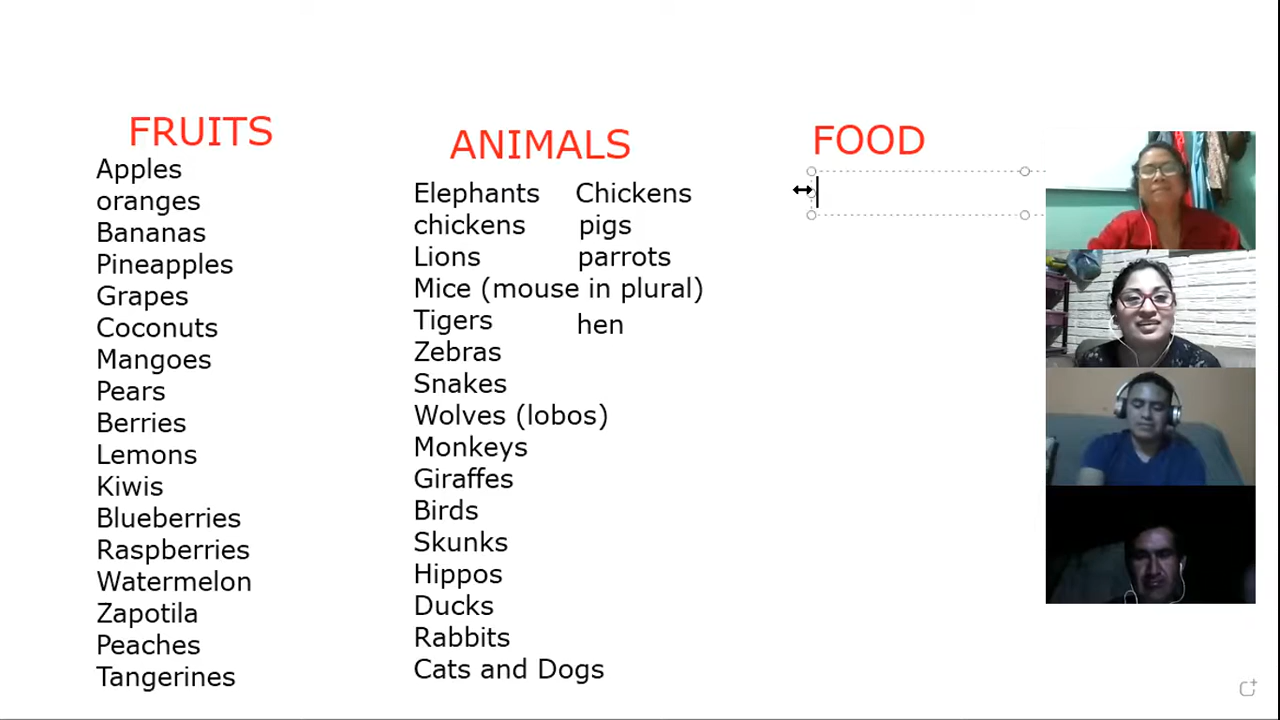 FRUITS
Apples
oranges
Bananas
Pineapples
Grapes
Coconuts
Mangoes
Pears
Berries
Lemons
Kiwis
Blueberries
Raspberries
Watermelon
Zapotila
Peaches
Tangerines
ANIMALS
Elephants
chickens
Lions
Mice (mouse in plural)
Tigers
Zebras
Snakes
Wolves (lobos)
Monkeys
Giraffes
Birds
Skunks
Hippos
Ducks
Rabbits
Cats and Dogs
Chickens
pigs
parrots
hen
FOOD